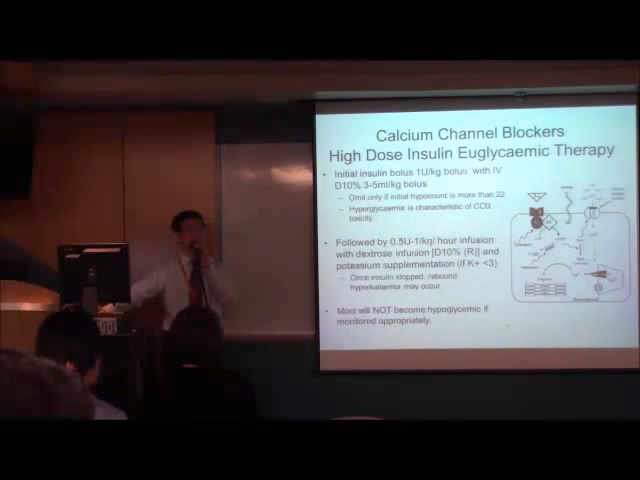 Calcium Channel Blockers
High Dose Insulin Euglycaemic Therapy
• Initial insulin bolus 1U/kg bolus with IV
D10% 3-5ml/kg bolus
– Omd only if initial hypocount is more than 22
– Hyperglycaemia is characteristic of CCB
toxicity
• Followed by 0.5U-1/kg/ hour infusion
with dextrose infusion [D10% (R)] and
potassium supplementation (if K+ <3)
– Once insulin stopped, rebound
hyperkalaemia may occur
• Most will NOT become hypoglycemic if
monitored appropriately.